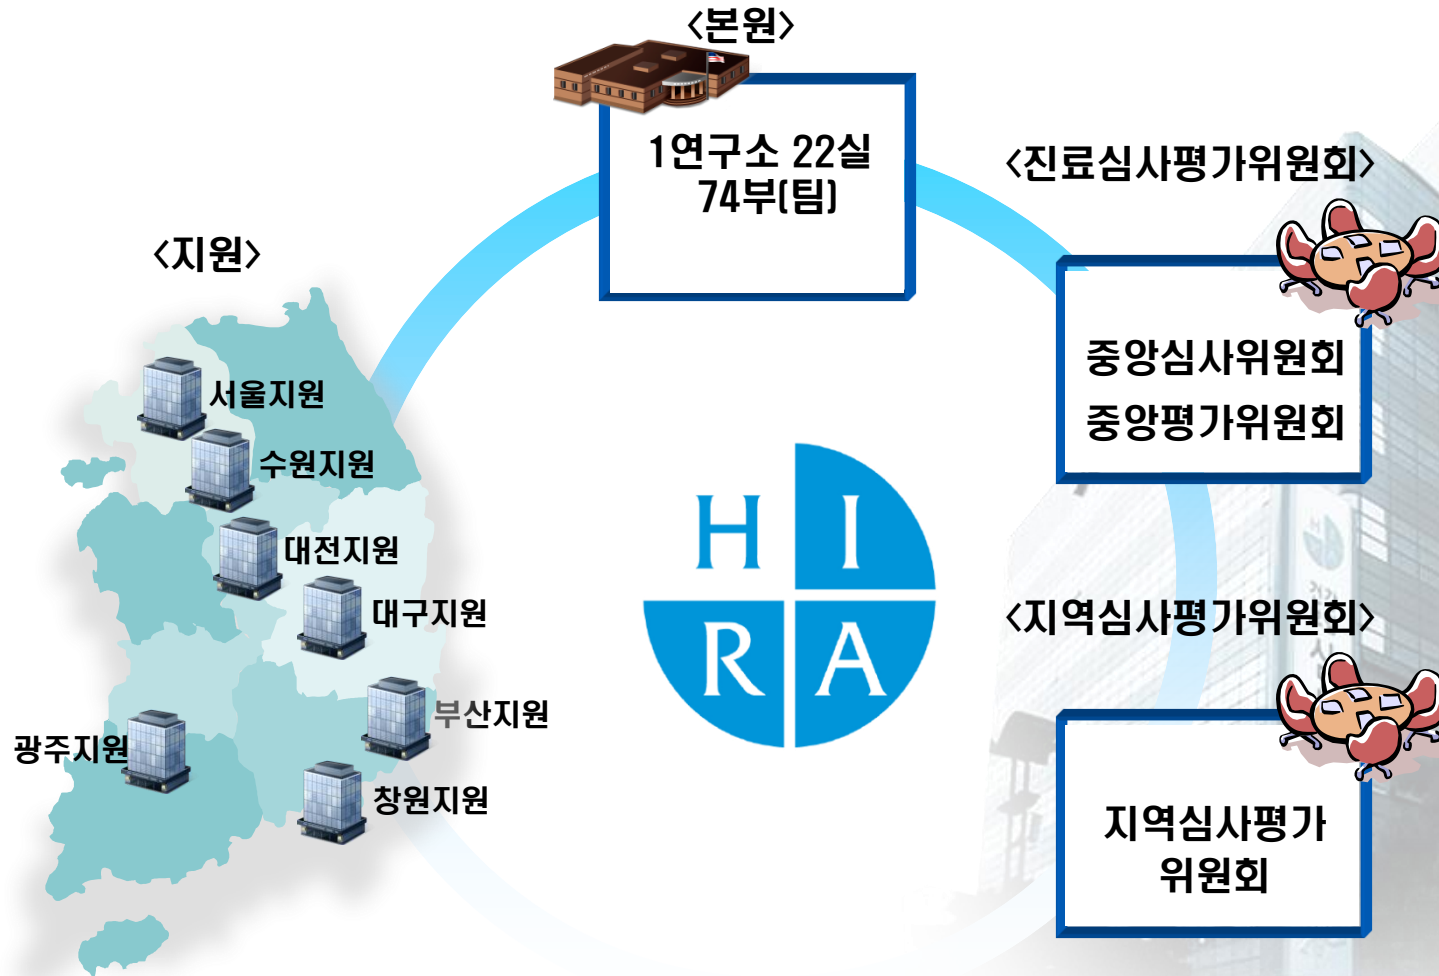 <본원>
1연구소 22실
74부(팀)
<진료심사평가위원회>
중앙심사위원회
중앙평가위원회
<지원>
서울지원
수원지원
대전지원
대구지원
부산지원
광주지원
창원지원
H I
R A
<지역심사평가위원회>
지역심사평가
위원회